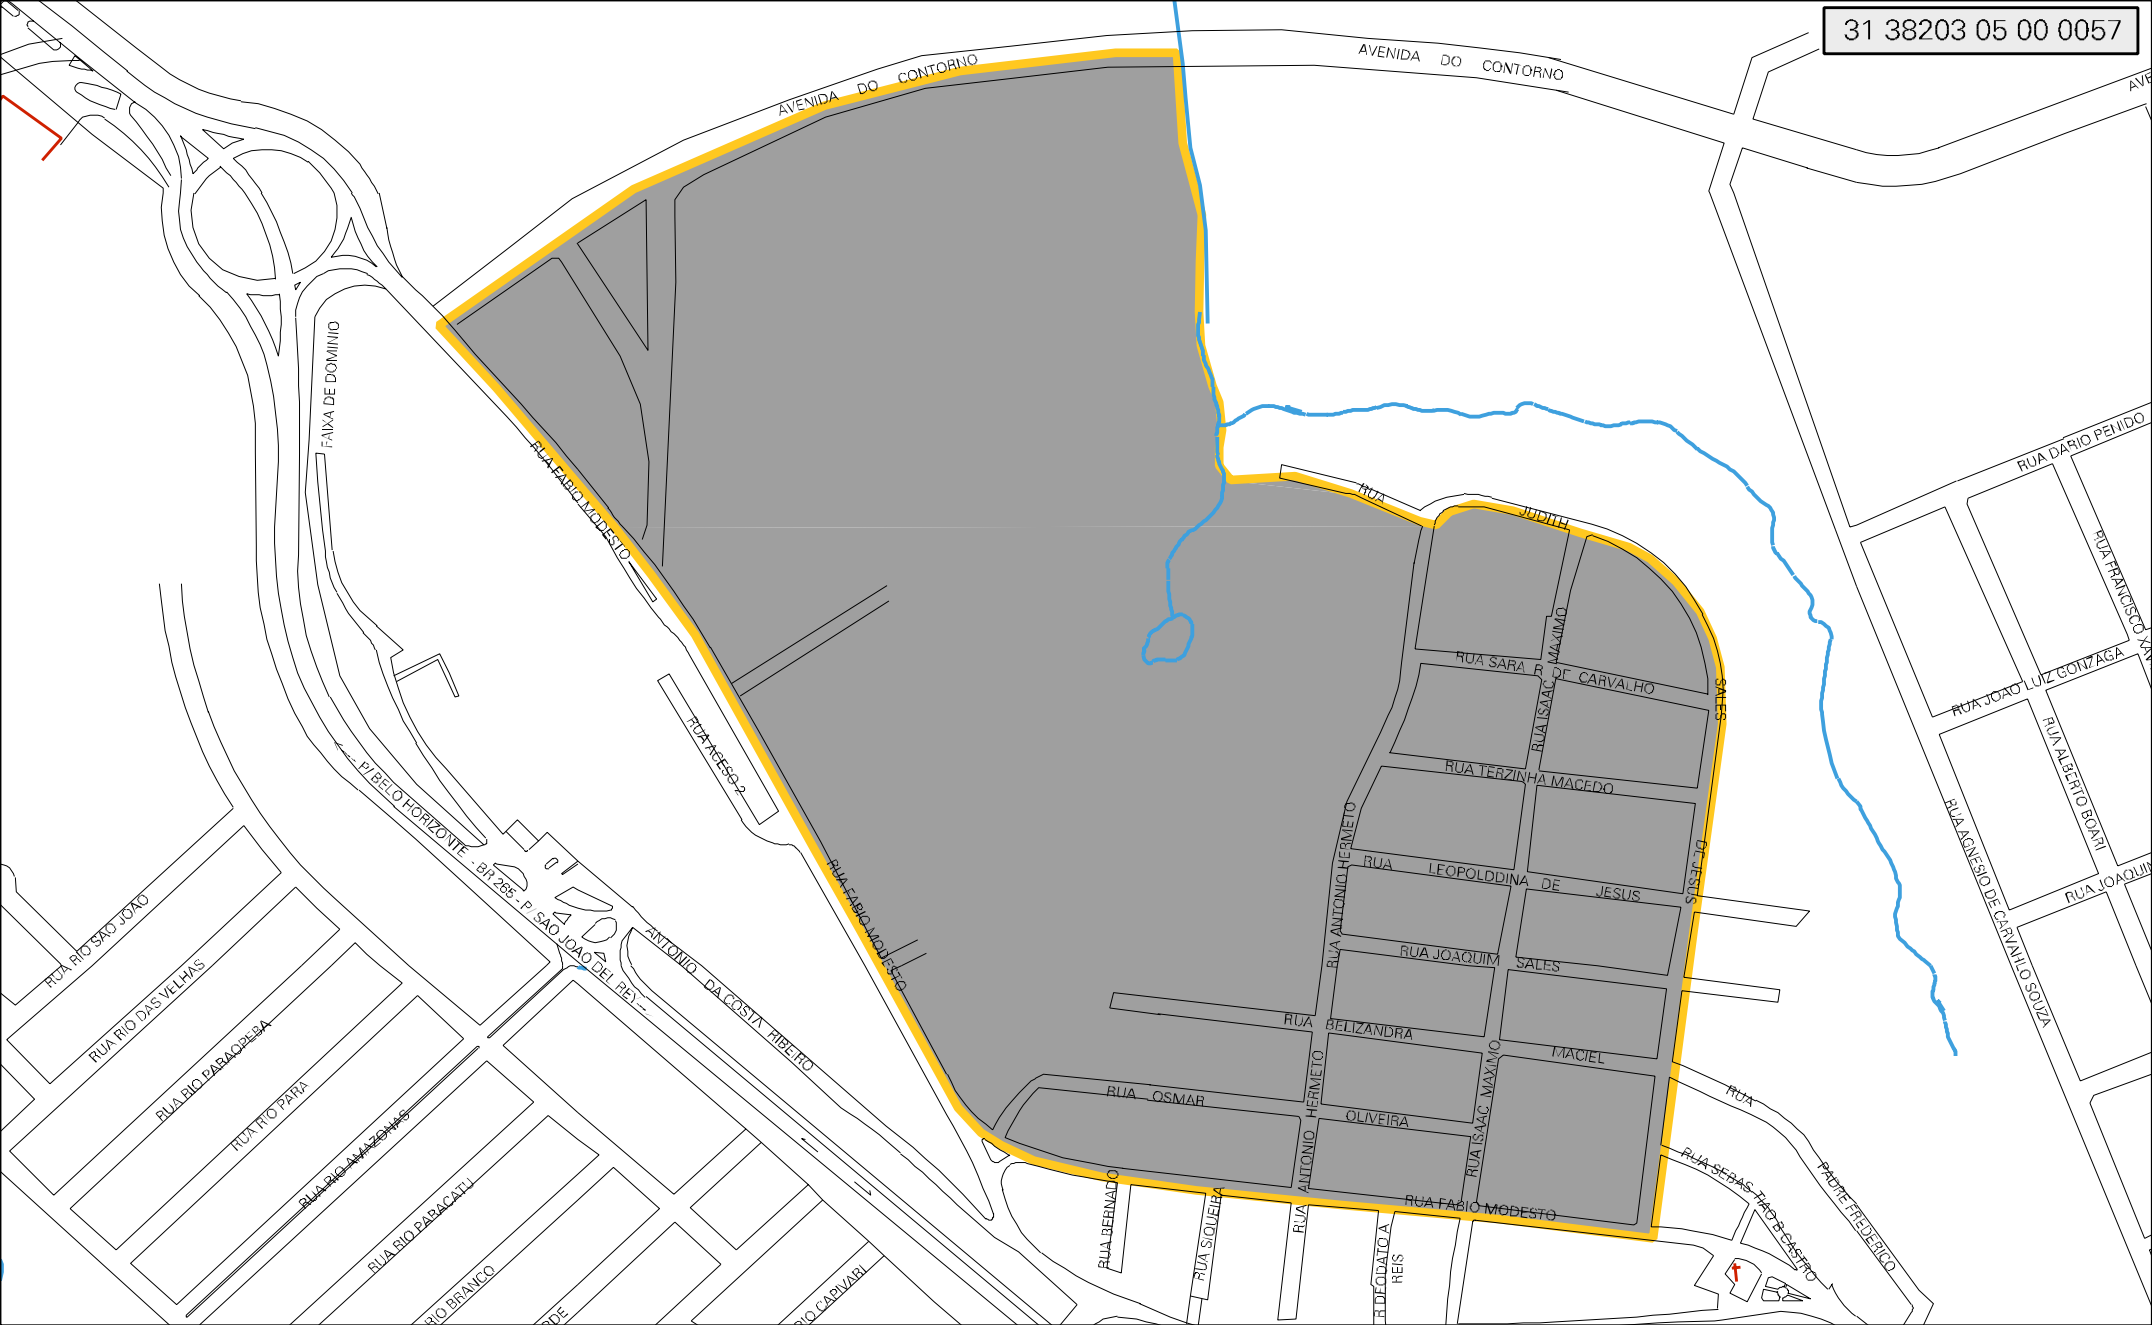 31 38203 05 00 0057
AVENIDA DO CONTORNO
AVENIDA DO CONTORNO
AVE
FAIXA DE DOMINIO
RUA FABIO MODESTO
RUA JUDITH SALES DE JESUS
RUA DARIO PENIDO
RUA FRANCISCO XAV
RUA JOAO LUIZ GONZAGA
RUA ALBERTO BOARI
RUA JOAQUIN
RUA AGNESIO DE CARVAHLO SOUZA
RUA SARA R DE CARVALHO
RUA ISAAC MAXIMO
RUA TERZINHA MACEDO
RUA LEOPOLDDINA DE JESUS
RUA ANTONIO HERMETO
RUA JOAQUIM SALES
RUA BELIZANDRA MACIEL
RUA OSMAR OLIVEIRA
RUA ANTONIO HERMETO
RUA ISAAC MAXIMO
RUA FABIO MODESTO
RUA ACESO 2
RUA FABIO MODESTO
<--- P/ BELO HORIZONTE - BR 265 - P/ SAO JOAO DEL REY---
ANTONIO DA COSTA RIBEIRO
RUA RIO SAO JOAO
RUA RIO DAS VELHAS
RUA RIO PARAOPEBA
RUA RIO PARA
RUA RIO AMAZONAS
RUA RIO PARACATU
RIO BRANCO
RDE
RIO CAPIVARI
RUA BERNADO
RUA SIQUEIRA
R DEODATO A
REIS
RUA PADRE FREDERICO
RUA SEBAS TIAO B CASTRO